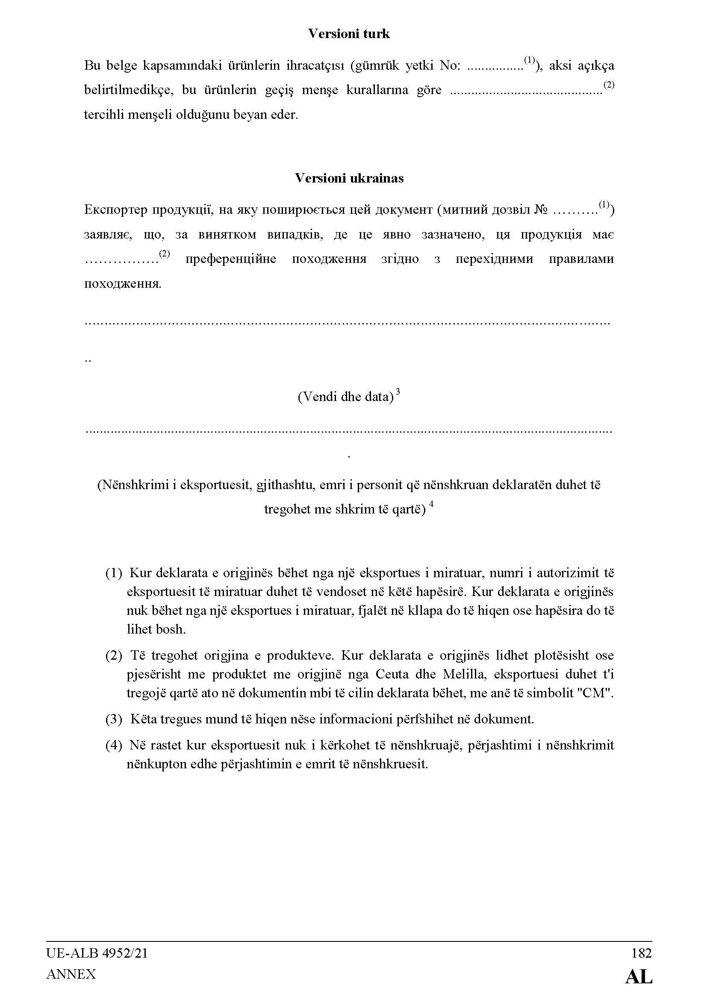 Versioni turk
Bu belge kapsamındaki ürünlerin ihracatçısı (gümrük yetki No: ................(1)), aksi açıkça
belirtilmedikçe, bu ürünlerin geçiş menşe kurallarına göre ...........................................(2)
tercihli menşeli olduğunu beyan eder.
Versioni ukrainas
Експортер продукції, на яку поширюється цей документ (митний дозвіл № ……….(1))
заявляє, що, за винятком випадків, де це явно зазначено, ця продукція має
…………….(2) преференційне походження згідно з перехідними правилами
походження.
......................................................................................................................................
..
(Vendi dhe data) 3
......................................................................................................................................................
.
(Nënshkrimi i eksportuesit, gjithashtu, emri i personit që nënshkruan deklaratën duhet të
tregohet me shkrim të qartë) 4
(1) Kur deklarata e origjinës bëhet nga një eksportues i miratuar, numri i autorizimit të
eksportuesit të miratuar duhet të vendoset në këtë hapësirë. Kur deklarata e origjinës
nuk bëhet nga një eksportues i miratuar, fjalët në kllapa do të hiqen ose hapësira do të
lihet bosh.
(2) Të tregohet origjina e produkteve. Kur deklarata e origjinës lidhet plotësisht ose
pjesërisht me produktet me origjinë nga Ceuta dhe Melilla, eksportuesi duhet t'i
tregojë qartë ato në dokumentin mbi të cilin deklarata bëhet, me anë të simbolit "CM".
(3) Këta tregues mund të hiqen nëse informacioni përfshihet në dokument.
(4) Në rastet kur eksportuesit nuk i kërkohet të nënshkruajë, përjashtimi i nënshkrimit
nënkupton edhe përjashtimin e emrit të nënshkruesit.
UE-ALB 4952/21 182
ANNEX AL